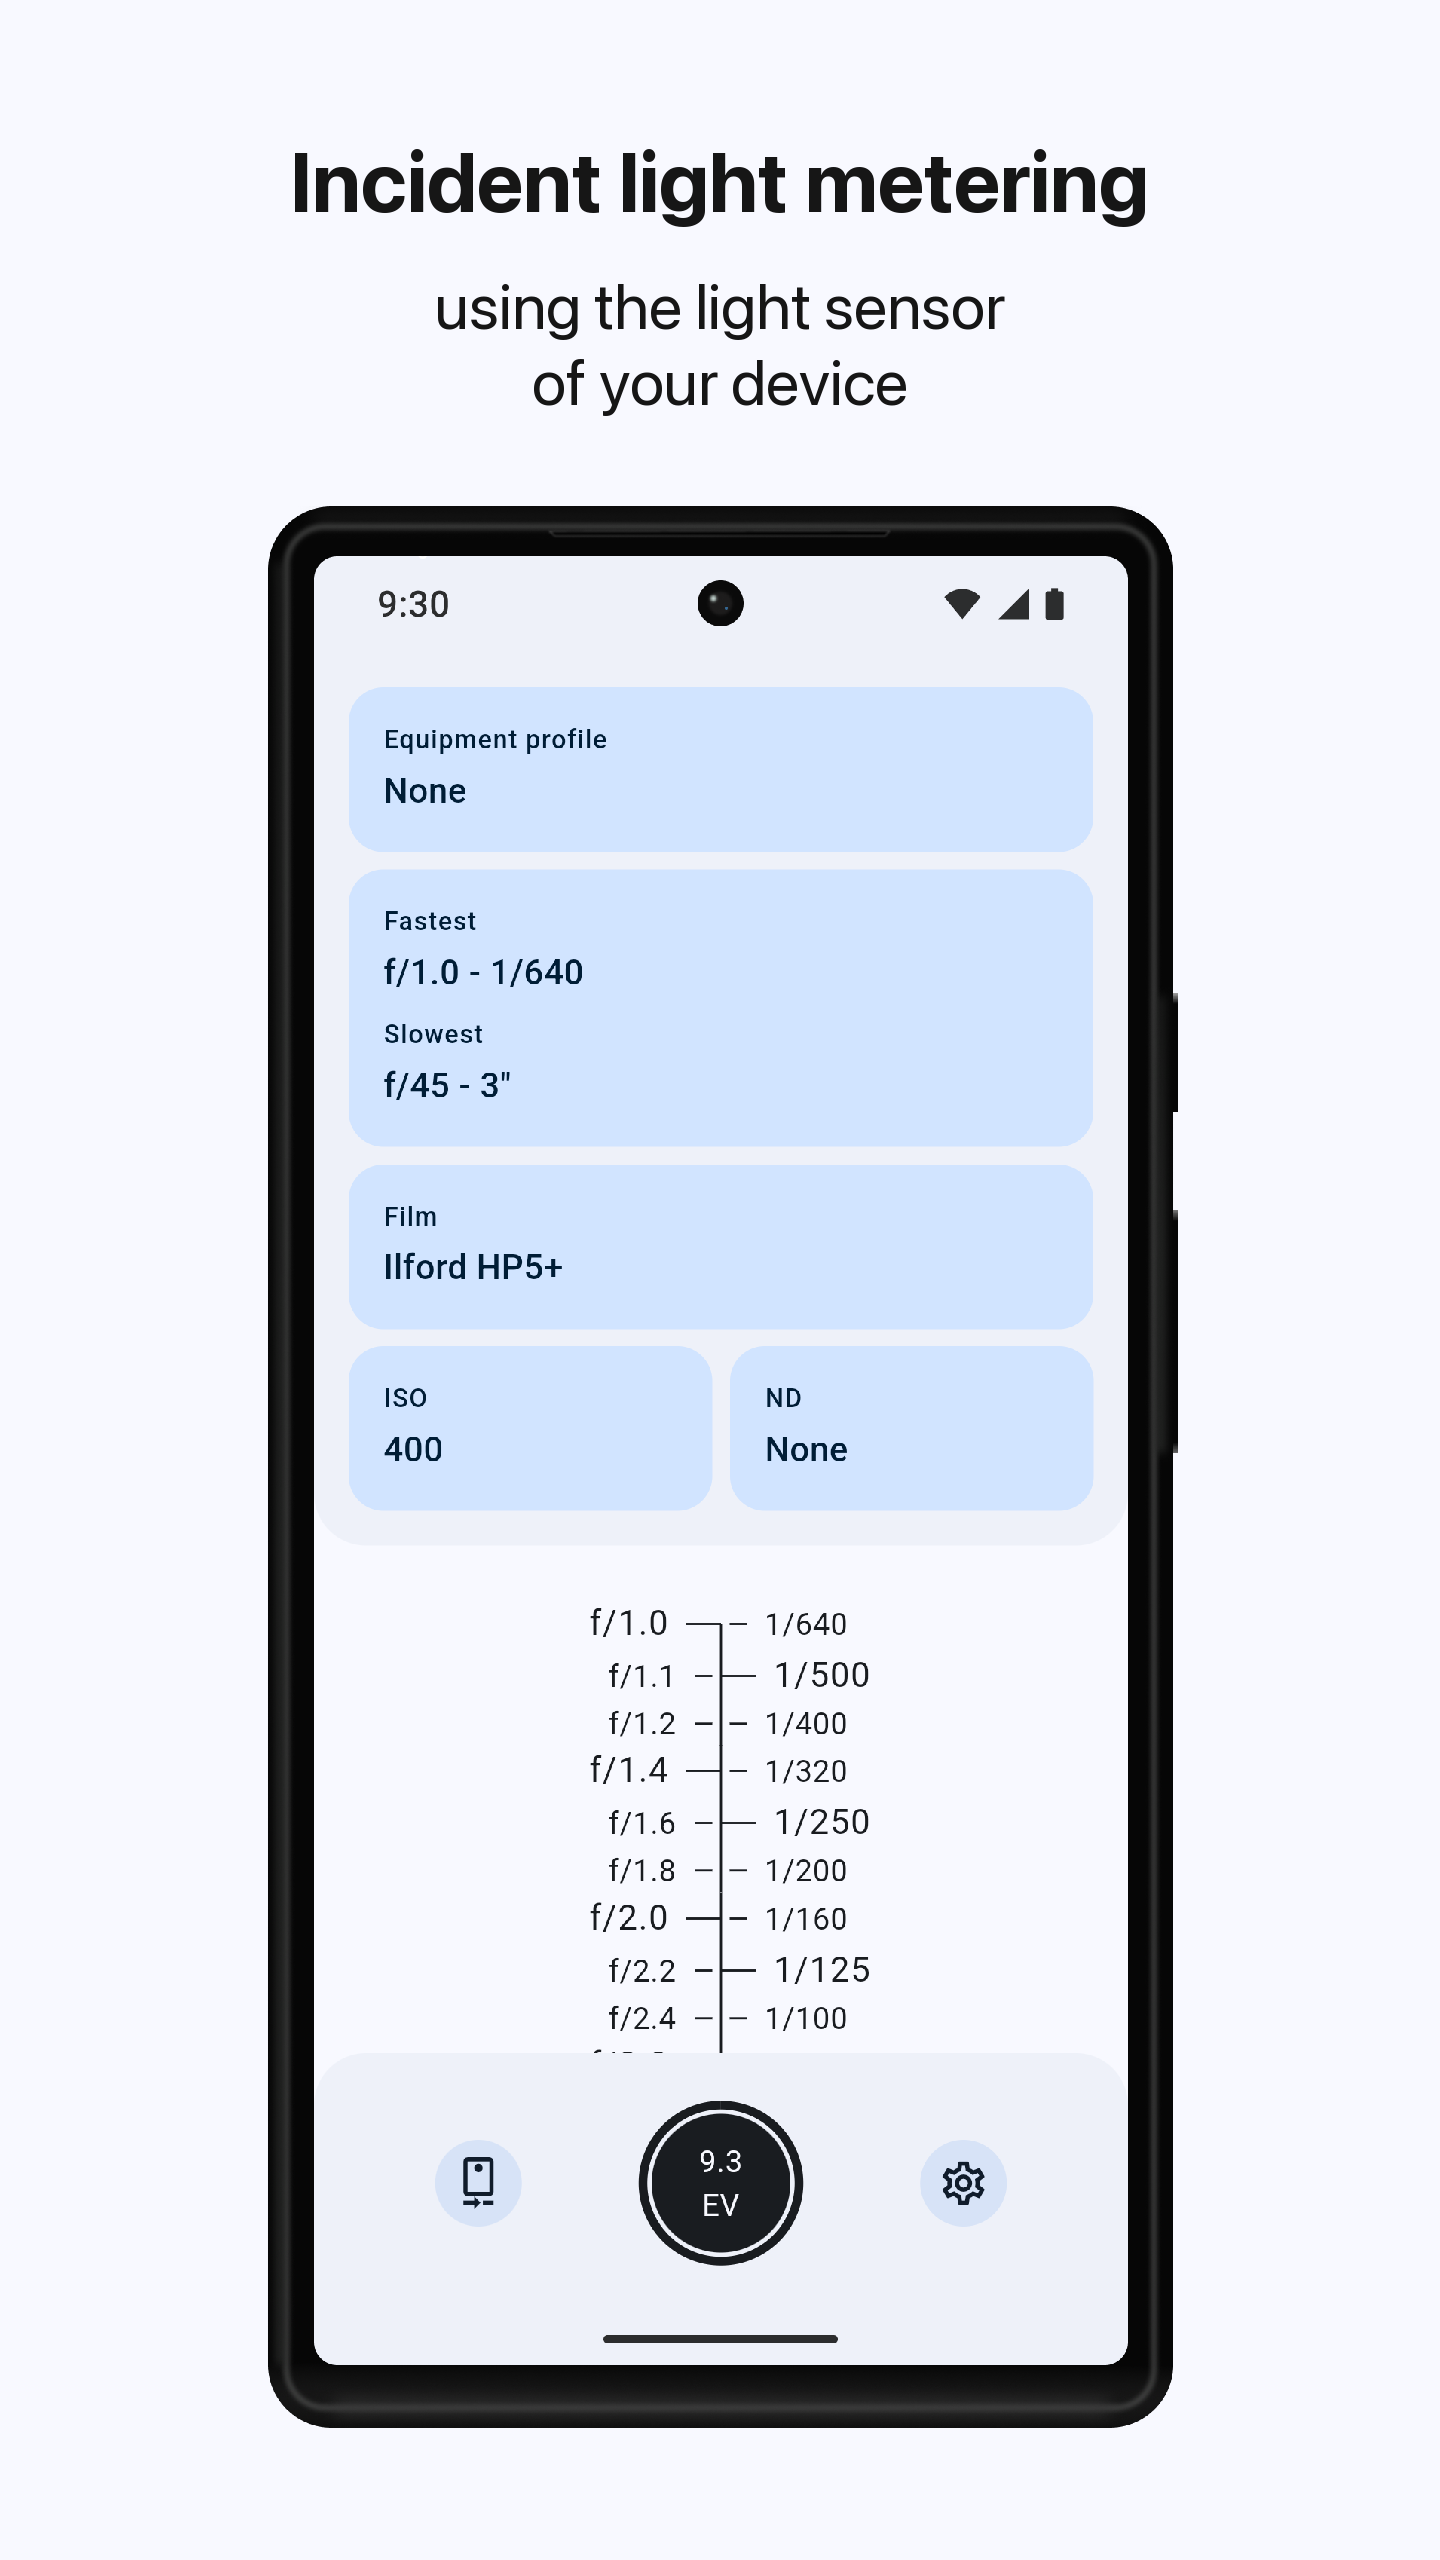 Incident light metering
using the light sensor
of your device
9:30
Equipment profile
None
Fastest
f/1.0 - 1/640
Slowest
f/45 - 3"
Film
Ilford HP5+
ISO
400
ND
None
f/1.0 1/640
f/1.1 1/500
f/1.2 1/400
f/1.4 1/320
f/1.6 1/250
f/1.8 1/200
f/2.0 1/160
f/2.2 1/125
f/2.4 1/100
9.3
EV